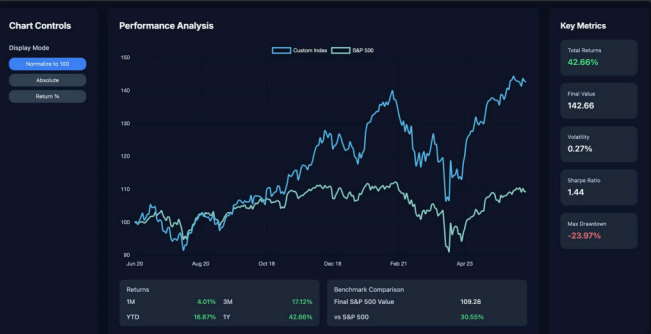 Chart Controls
Display Mode
Normalize to 100
Absolute
Return %
Performance Analysis
Custom Index
S&P 500
150
140
130
120
110
100
90
Jun 20
Aug 20
Oct 18
Dec 18
Feb 21
Apr 23
Returns
1M 4.01% 3M 17.12%
YTD 16.87% 1Y 42.66%
Benchmark Comparison
Final S&P 500 Value 109.28
vs S&P 500 30.55%
Key Metrics
Total Returns
42.66%
Final Value
142.66
Volatility
0.27%
Sharpe Ratio
1.44
Max Drawdown
-23.97%